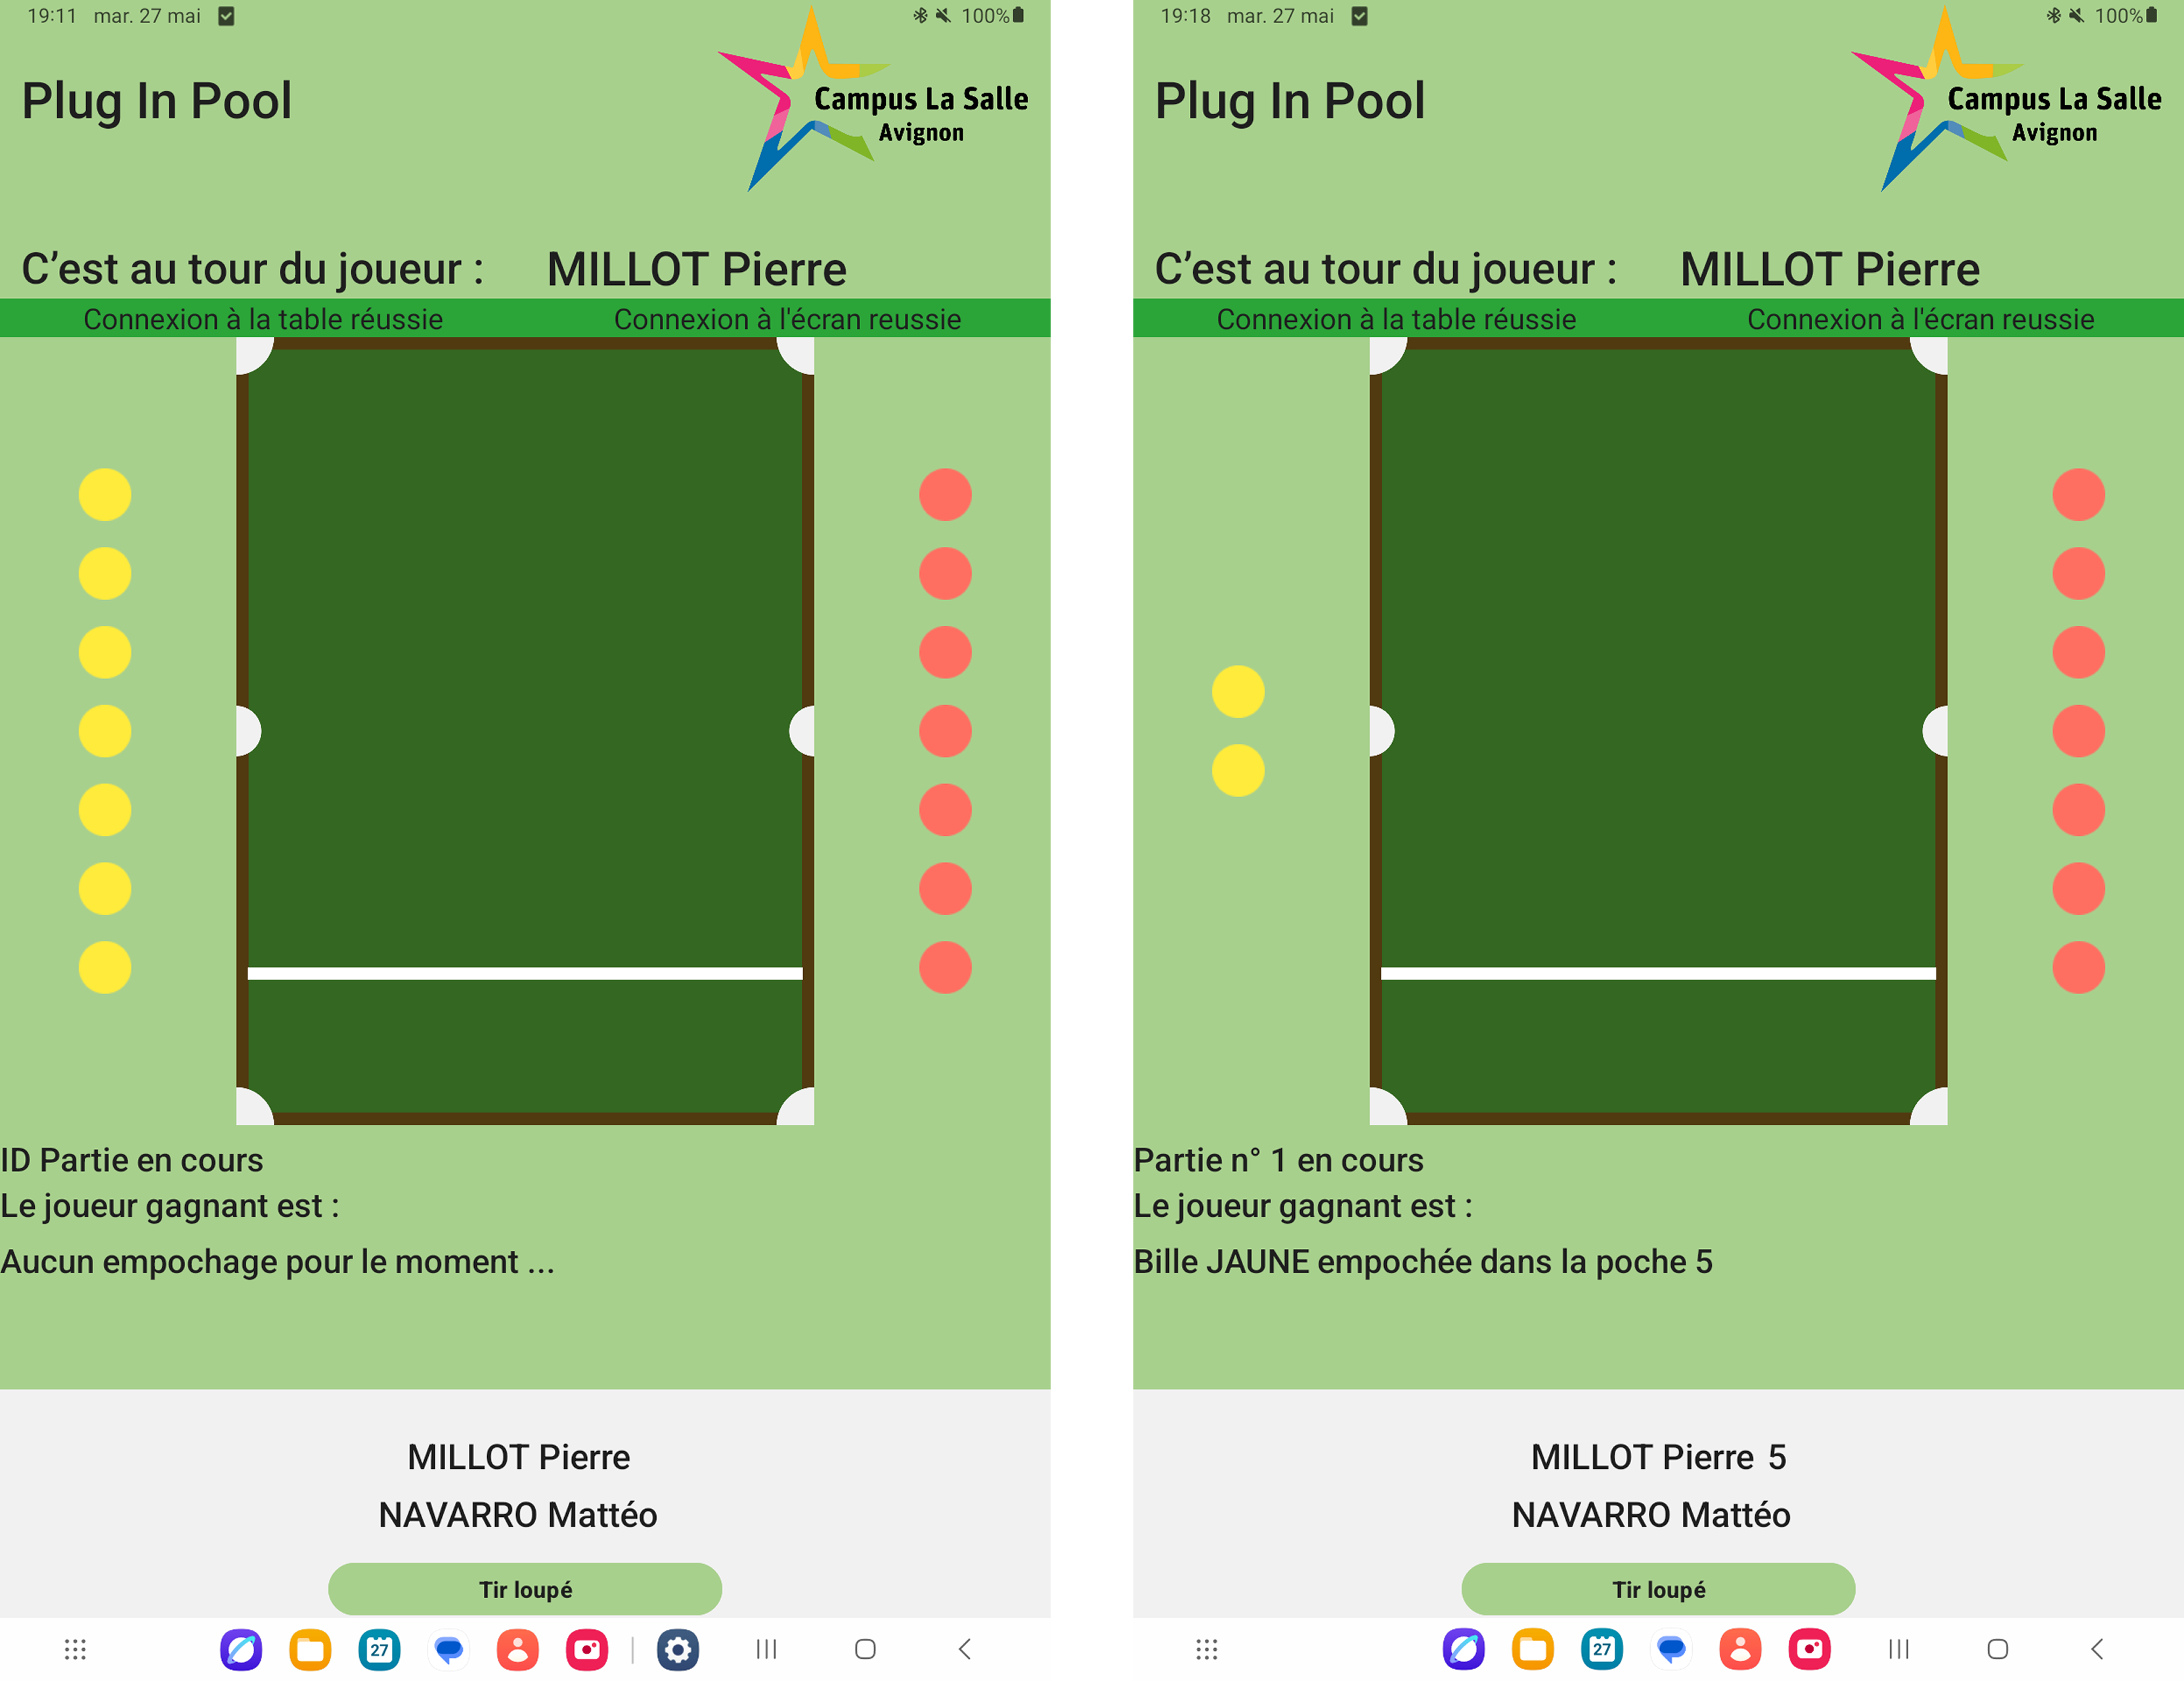 19:11 mar. 27 mai
100%
Plug In Pool
Campus La Salle
Avignon
C’est au tour du joueur : MILLOT Pierre
Connexion à la table réussie Connexion à l'écran reussie
ID Partie en cours
Le joueur gagnant est :
Aucun empochage pour le moment ...
MILLOT Pierre
NAVARRO Mattéo
Tir loupé
27
19:18 mar. 27 mai
100%
Plug In Pool
Campus La Salle
Avignon
C’est au tour du joueur : MILLOT Pierre
Connexion à la table réussie Connexion à l'écran reussie
Partie n° 1 en cours
Le joueur gagnant est :
Bille JAUNE empochée dans la poche 5
MILLOT Pierre 5
NAVARRO Mattéo
Tir loupé
27